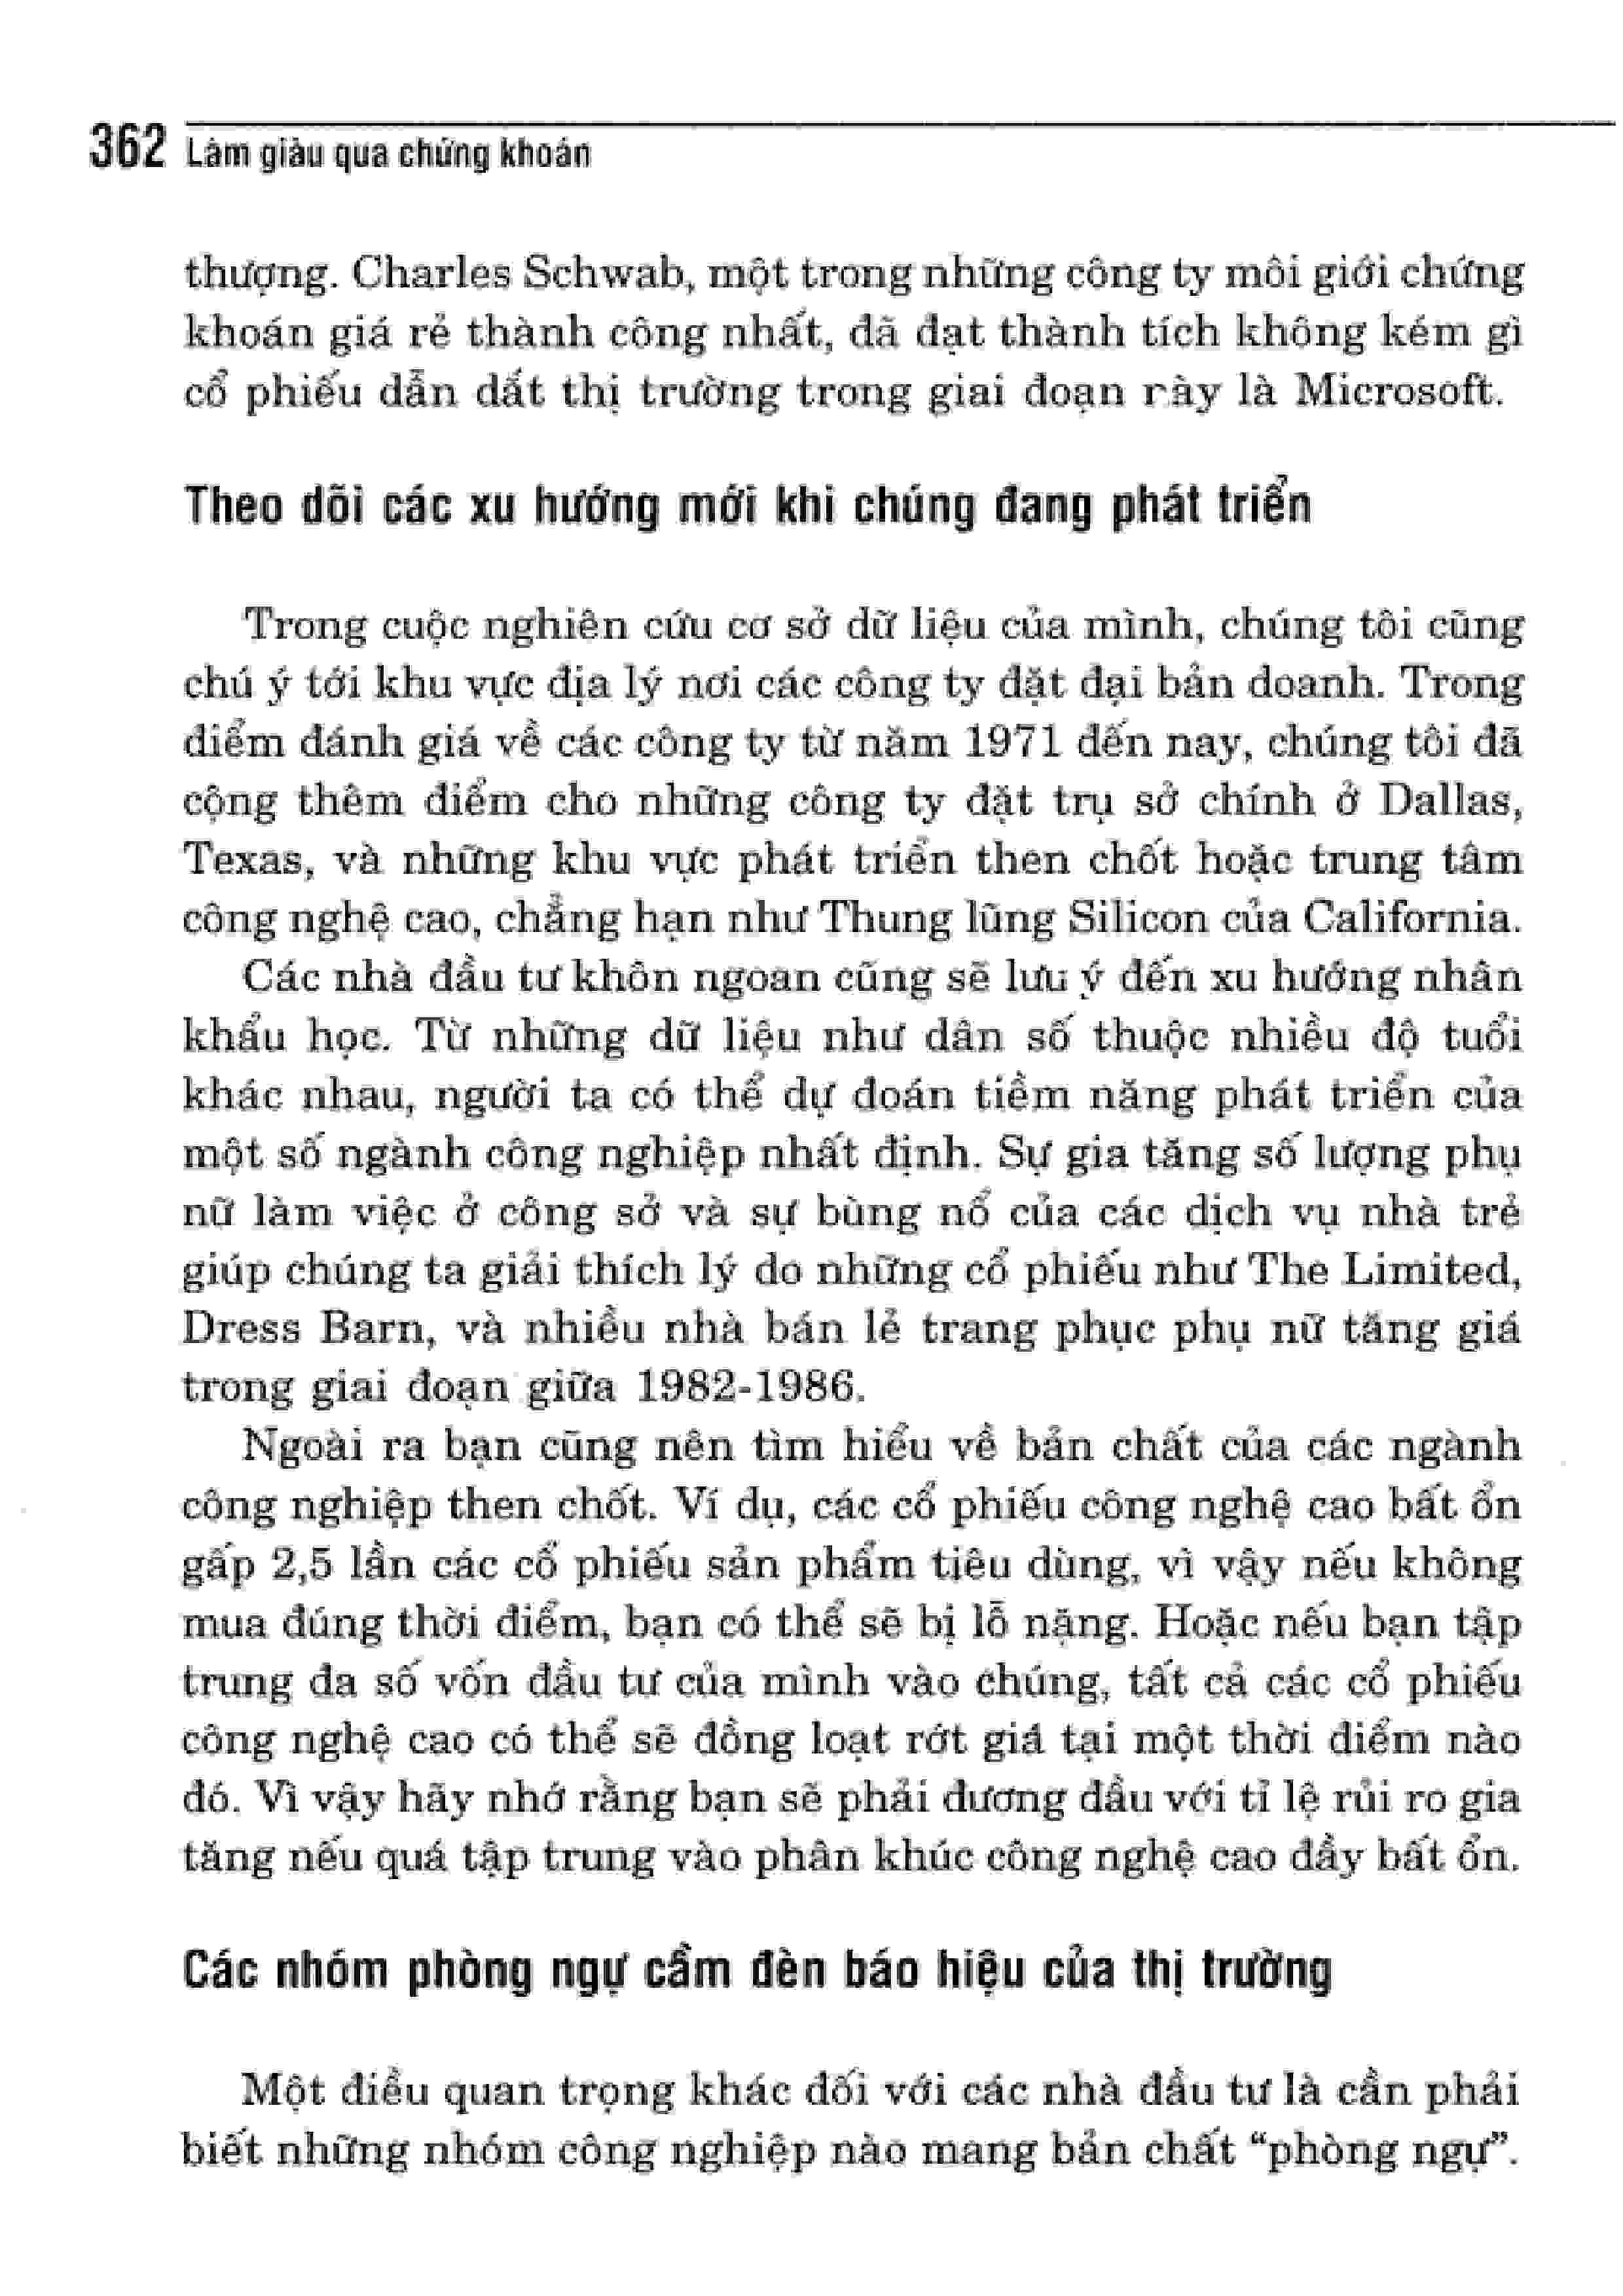 362 Làm giàu qua chứng khoán
thượng. Charles Schwab, một trong những công ty môi giới chứng
khoán giá rẻ thành công nhất, đã đạt thành tích không kém gì
cổ phiếu dẫn dắt thị trường trong giai đoạn rày là Microsoft.
Theo dõi các xu hướng mới khi chúng đang phát triển
Trong cuộc nghiên cứu cơ sở dữ liệu của mình, chúng tôi cũng
chú ý tới khu vực địa lý nơi các công ty đặt đại bản doanh. Trong
điểm đánh giá về các công ty từ năm 1971 đến nay, chúng tôi đã
cộng thêm điểm cho những công ty đặt trụ sở chính ở Dallas,
Texas, và những khu vực phát triển then chốt hoặc trung tâm
công nghệ cao, chẳng hạn như Thung lũng Silicon của California.
Các nhà đầu tư khôn ngoan cũng sẽ lưu ý đến xu hướng nhân
khẩu học. Từ những dữ liệu như dân số thuộc nhiều độ tuổi
khác nhau, người ta có thể dự đoán tiềm năng phát triển của
một số ngành công nghiệp nhất định. Sự gia tăng số lượng phụ
nữ làm việc ở công sở và sự bùng nổ của các dịch vụ nhà trẻ
giúp chúng ta giải thích lý do những cổ phiếu như The Limited,
Dress Barn, và nhiều nhà bán lẻ trang phục phụ nữ tăng giá
trong giai đoạn giữa 1982-1986.
Ngoài ra bạn cũng nên tìm hiểu về bản chất của các ngành
công nghiệp then chốt. Ví dụ, các cổ phiếu công nghệ cao bất ổn
gấp 2,5 lần các cổ phiếu sản phẩm tiêu dùng, vì vậy nếu không
mua đúng thời điểm, bạn có thể sẽ bị lỗ nặng. Hoặc nếu bạn tập
trung đa số vốn đầu tư của mình vào chúng, tất cả các cổ phiếu
công nghệ cao có thể sẽ đồng loạt rớt giá tại một thời điểm nào
đó. Vì vậy hãy nhớ rằng bạn sẽ phải đương đầu với tỉ lệ rủi ro gia
tăng nếu quá tập trung vào phân khúc công nghệ cao đầy bất ổn.
Các nhóm phòng ngự cầm đèn báo hiệu của thị trường
Một điều quan trọng khác đối với các nhà đầu tư là cần phải
biết những nhóm công nghiệp nào mang bản chất “phòng ngự”.